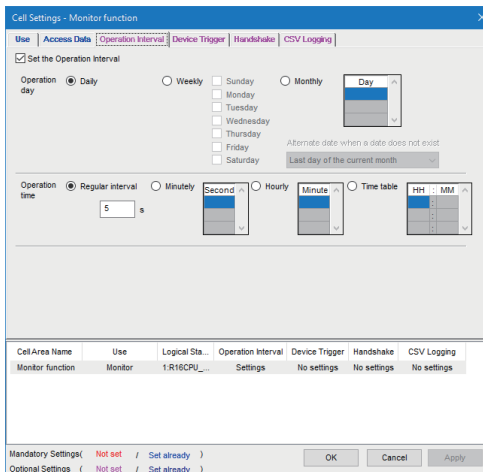 Cell Settings - Monitor function
Use Access Data Operation Interval Device Trigger Handshake CSV Logging
Set the Operation Interval
Operation day Daily Weekly Sunday Monthly Day
Monday
Tuesday
Wednesday
Thursday
Friday Alternate date when a date does not exist
Saturday Last day of the current month
Operation time Regular interval Minutely Second Hourly Minute Time table HH : MM
5 s :
:
:
Cell Area Name Use Logical Sta... Operation Interval Device Trigger Handshake CSV Logging
Monitor function Monitor 1:R16CPU_... Settings No settings No settings No settings
Mandatory Settings( Not set / Set already )
Optional Settings ( Not set / Set already )
OK Cancel Apply